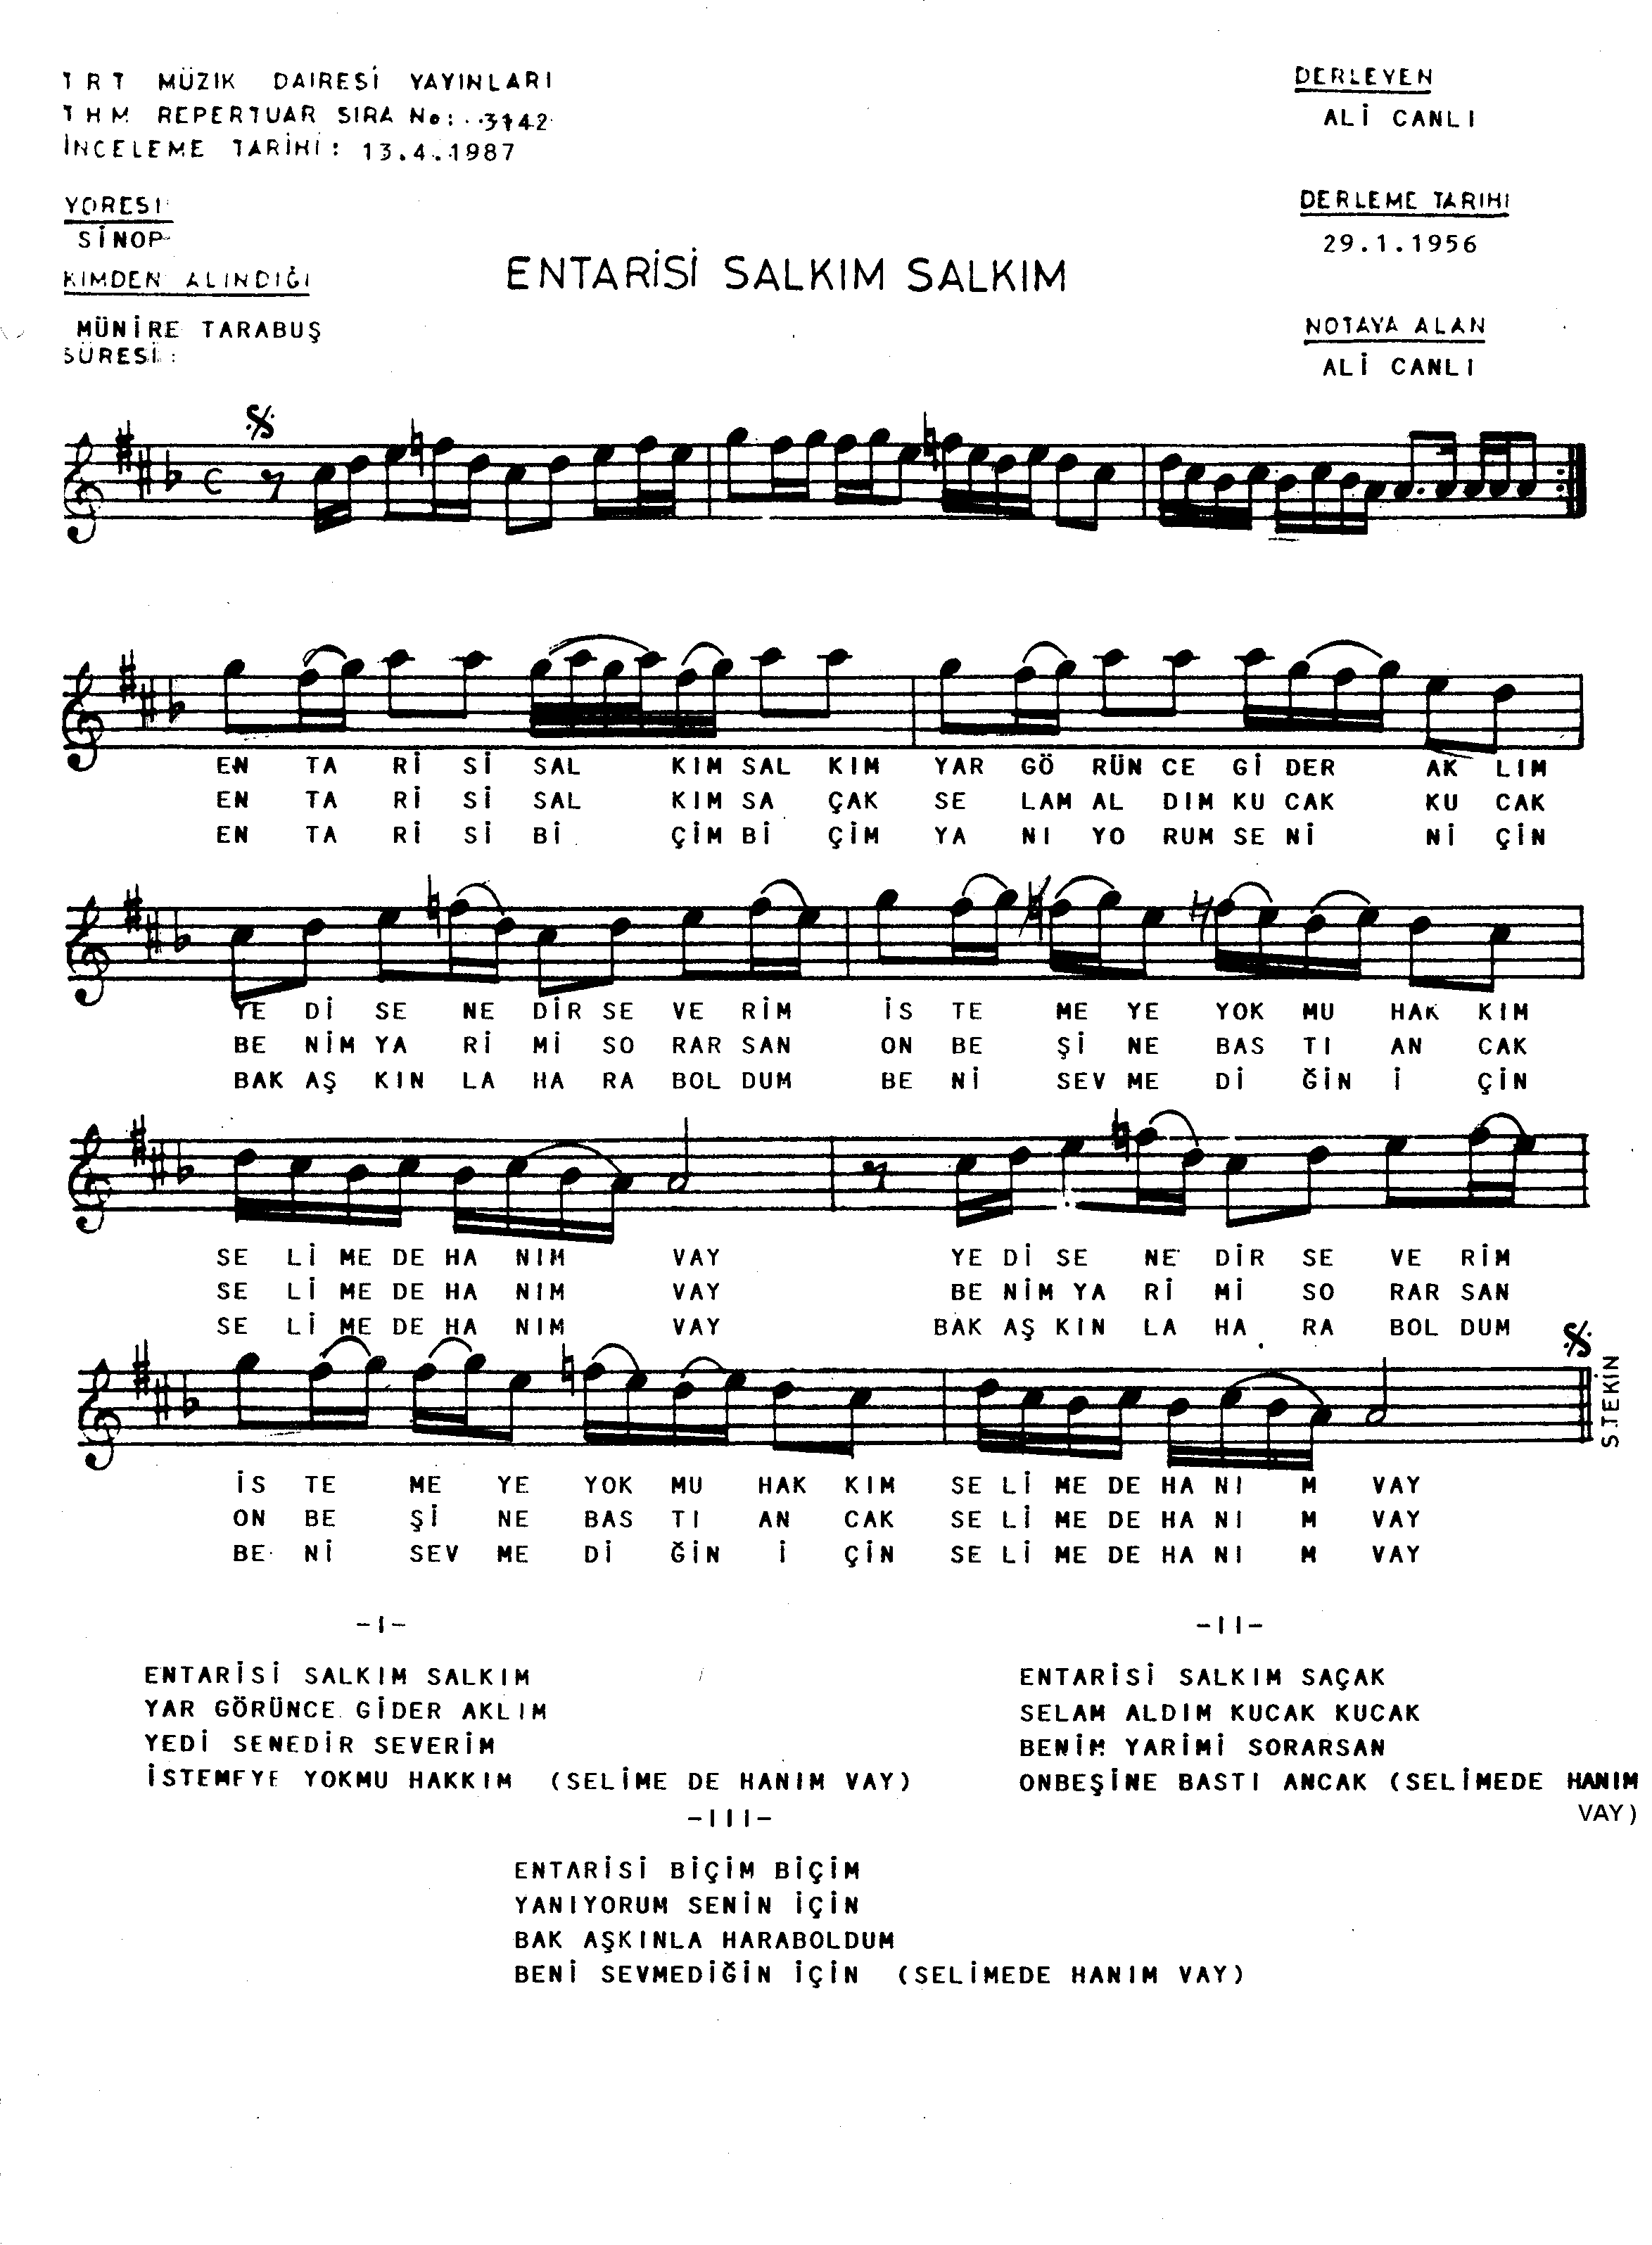 TRT MÜZIK DAIRESİ YAYINLARI
THM REPERTUAR SIRA No: 3142
İNCELEME TARİHİ: 13.4.1987
DERLEYEN
ALİ CANLI
YÖRESI
SİNOP
DERLEME TARIHI
29.1.1956
KIMDEN ALINDIĞI
MÜNİRE TARABUŞ
SÜRESİ:
ENTARİSİ SALKIM SALKIM
NOTAYA ALAN
ALİ CANLI
EN TA Rİ Sİ SAL KIM SAL KIM YAR GÖ RÜN CE Gİ DER AK LIM
EN TA Rİ Sİ SAL KIM SA ÇAK SE LAM AL DIM KU CAK KU CAK
EN TA Rİ Sİ Bİ ÇİM Bİ ÇİM YA NI YO RUM SE Nİ Nİ ÇİN
YE Dİ SE NE DİR SE VE RİM İS TE ME YE YOK MU HAK KIM
BE NİM YA Rİ Mİ SO RAR SAN ON BE Şİ NE BAS TI AN CAK
BAK AŞ KIN LA HA RA BOL DUM BE Nİ SEV ME Dİ ĞİN İ ÇİN
SE Lİ ME DE HA NIM VAY YE Dİ SE NE DİR SE VE RİM
SE Lİ ME DE HA NIM VAY BE NİM YA Rİ Mİ SO RAR SAN
SE Lİ ME DE HA NIM VAY BAK AŞ KIN LA HA RA BOL DUM
S.TEKİN
İS TE ME YE YOK MU HAK KIM SE Lİ ME DE HA NI M VAY
ON BE Şİ NE BAS TI AN CAK SE Lİ ME DE HA NI M VAY
BE Nİ SEV ME Dİ ĞİN İ ÇİN SE Lİ ME DE HA NI M VAY
-I-
ENTARİSİ SALKIM SALKIM
YAR GÖRÜNCE GİDER AKLIM
YEDİ SENEDİR SEVERİM
İSTEMEYE YOKMU HAKKIM (SELİME DE HANIM VAY)
-II-
ENTARİSİ SALKIM SAÇAK
SELAM ALDIM KUCAK KUCAK
BENİM YARİMİ SORARSAN
ONBEŞİNE BASTI ANCAK (SELİMEDE HANIM
VAY)
-III-
ENTARİSİ BİÇİM BİÇİM
YANIYORUM SENİN İÇİN
BAK AŞKINLA HARABOLDUM
BENİ SEVMEDİĞİN İÇİN (SELİMEDE HANIM VAY)